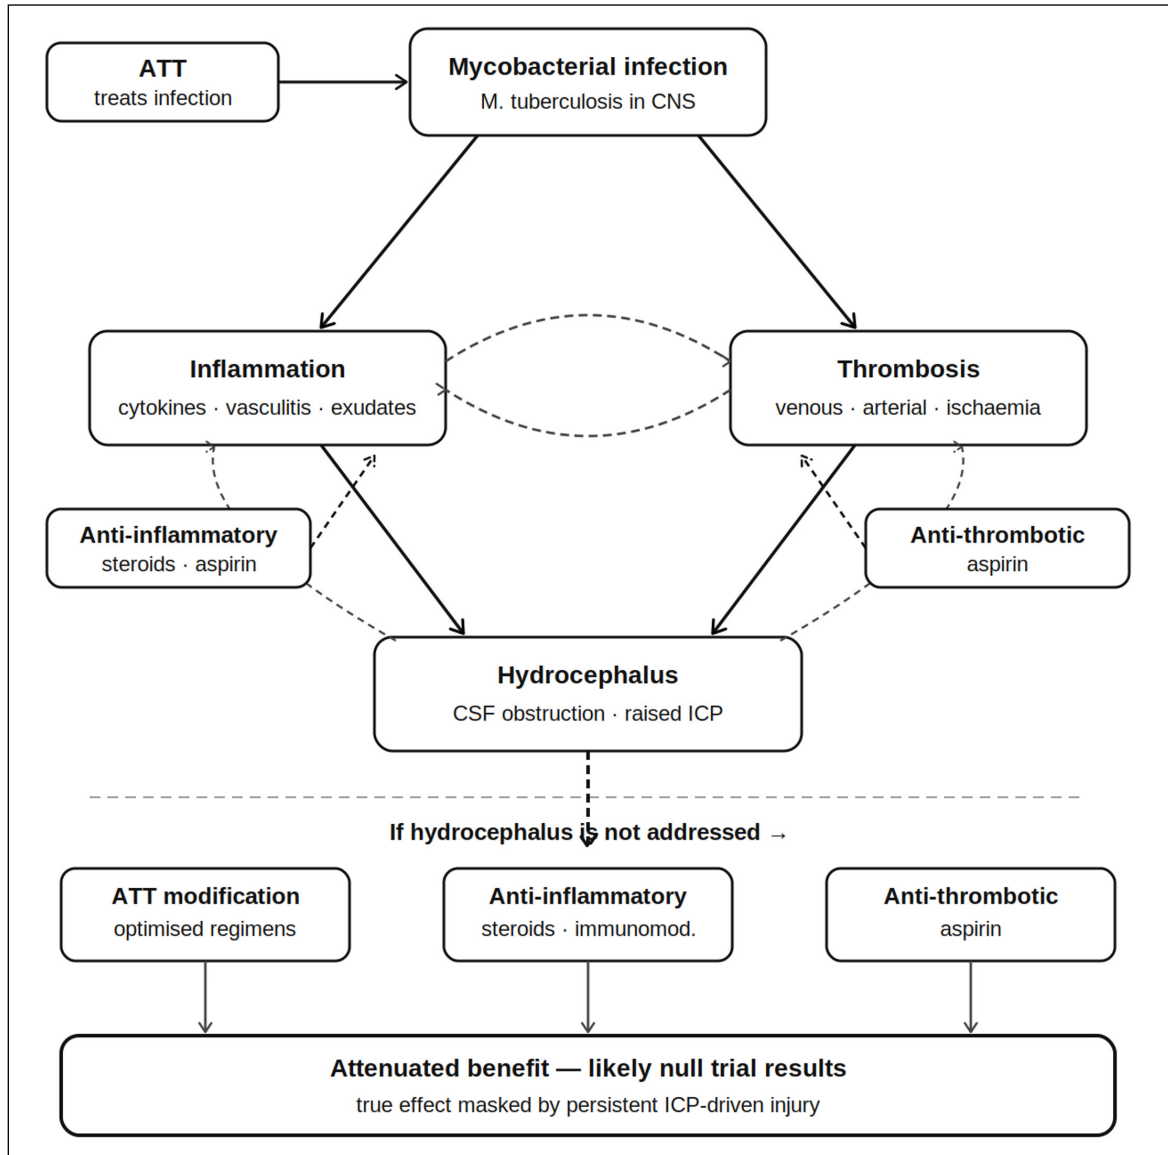 ATT
treats infection
Mycobacterial infection
M. tuberculosis in CNS
Inflammation
cytokines · vasculitis · exudates
Thrombosis
venous · arterial · ischaemia
Anti-inflammatory
steroids · aspirin
Anti-thrombotic
aspirin
Hydrocephalus
CSF obstruction · raised ICP
If hydrocephalus is not addressed →
ATT modification
optimised regimens
Anti-inflammatory
steroids · immunomod.
Anti-thrombotic
aspirin
Attenuated benefit — likely null trial results
true effect masked by persistent ICP-driven injury